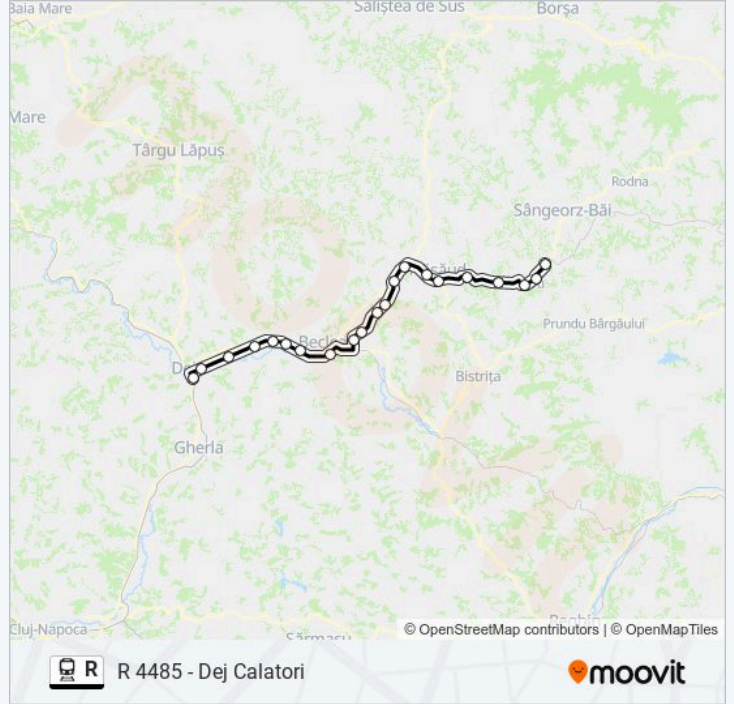 Baia Mare
Săliștea de Sus
Borșa
Mare
Târgu Lăpuș
Rodna
Sângeorz-Băi
Prundu Bârgăului
Bistrița
Gherla
Cluj-Napoca
Sărmașu
© OpenStreetMap contributors | © OpenMapTiles
R
R 4485 - Dej Calatori
moovit